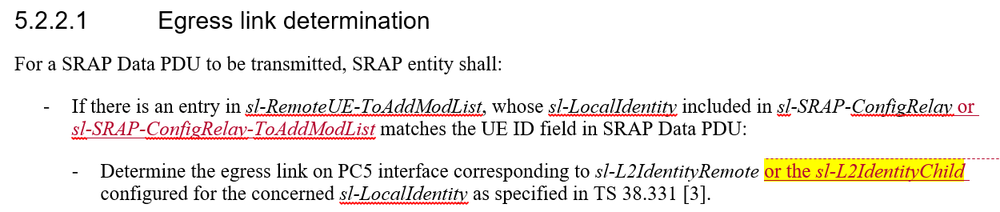 5.2.2.1 Egress link determination
For a SRAP Data PDU to be transmitted, SRAP entity shall:
- If there is an entry in sl-RemoteUE-ToAddModList, whose sl-LocalIdentity included in sl-SRAP-ConfigRelay or
sl-SRAP-ConfigRelay-ToAddModList matches the UE ID field in SRAP Data PDU:
- Determine the egress link on PC5 interface corresponding to sl-L2IdentityRemote or the sl-L2IdentityChild
configured for the concerned sl-LocalIdentity as specified in TS 38.331 [3].